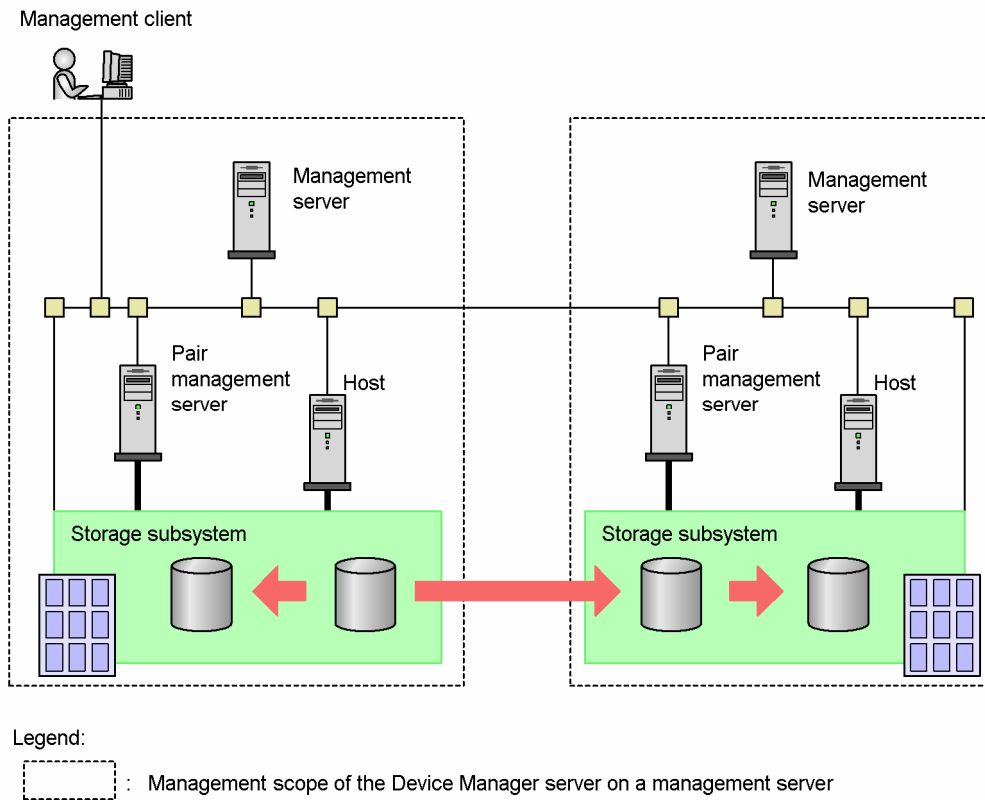 Management client
Management
server
Management
server
Pair
management
server
Host
Pair
management
server
Host
Storage subsystem
Storage subsystem
Legend:
: Management scope of the Device Manager server on a management server